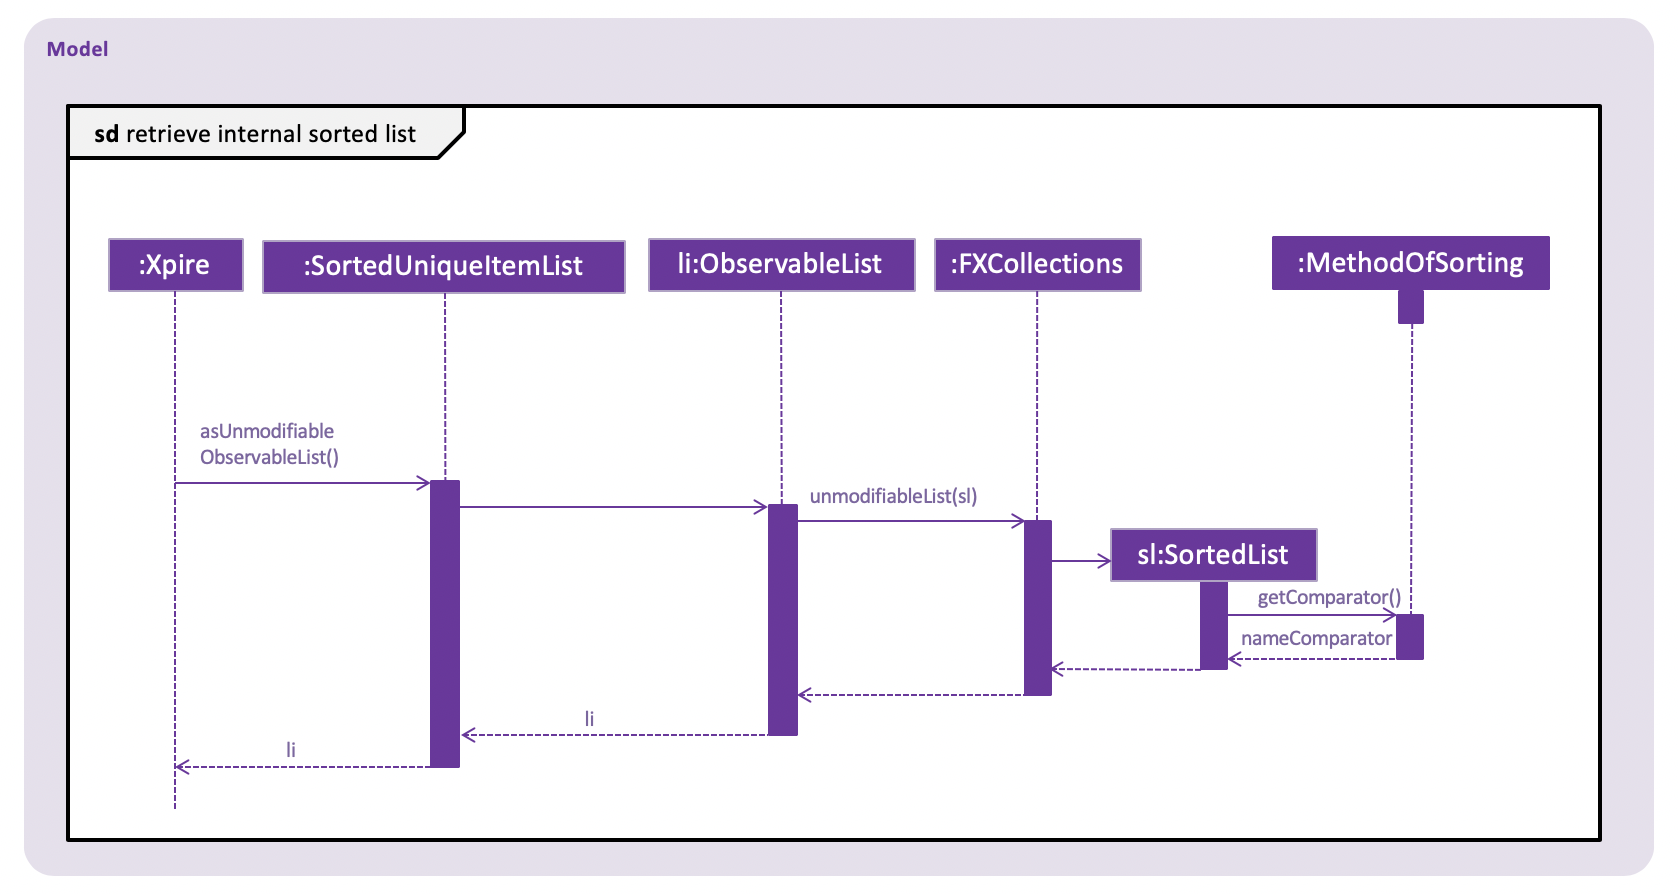 Model
sd retrieve internal sorted list
:Xpire
:SortedUniqueItemList
li:ObservableList
:FXCollections
:MethodOfSorting
asUnmodifiable
ObservableList()
unmodifiableList(sl)
sl:SortedList
getComparator()
nameComparator
li
li